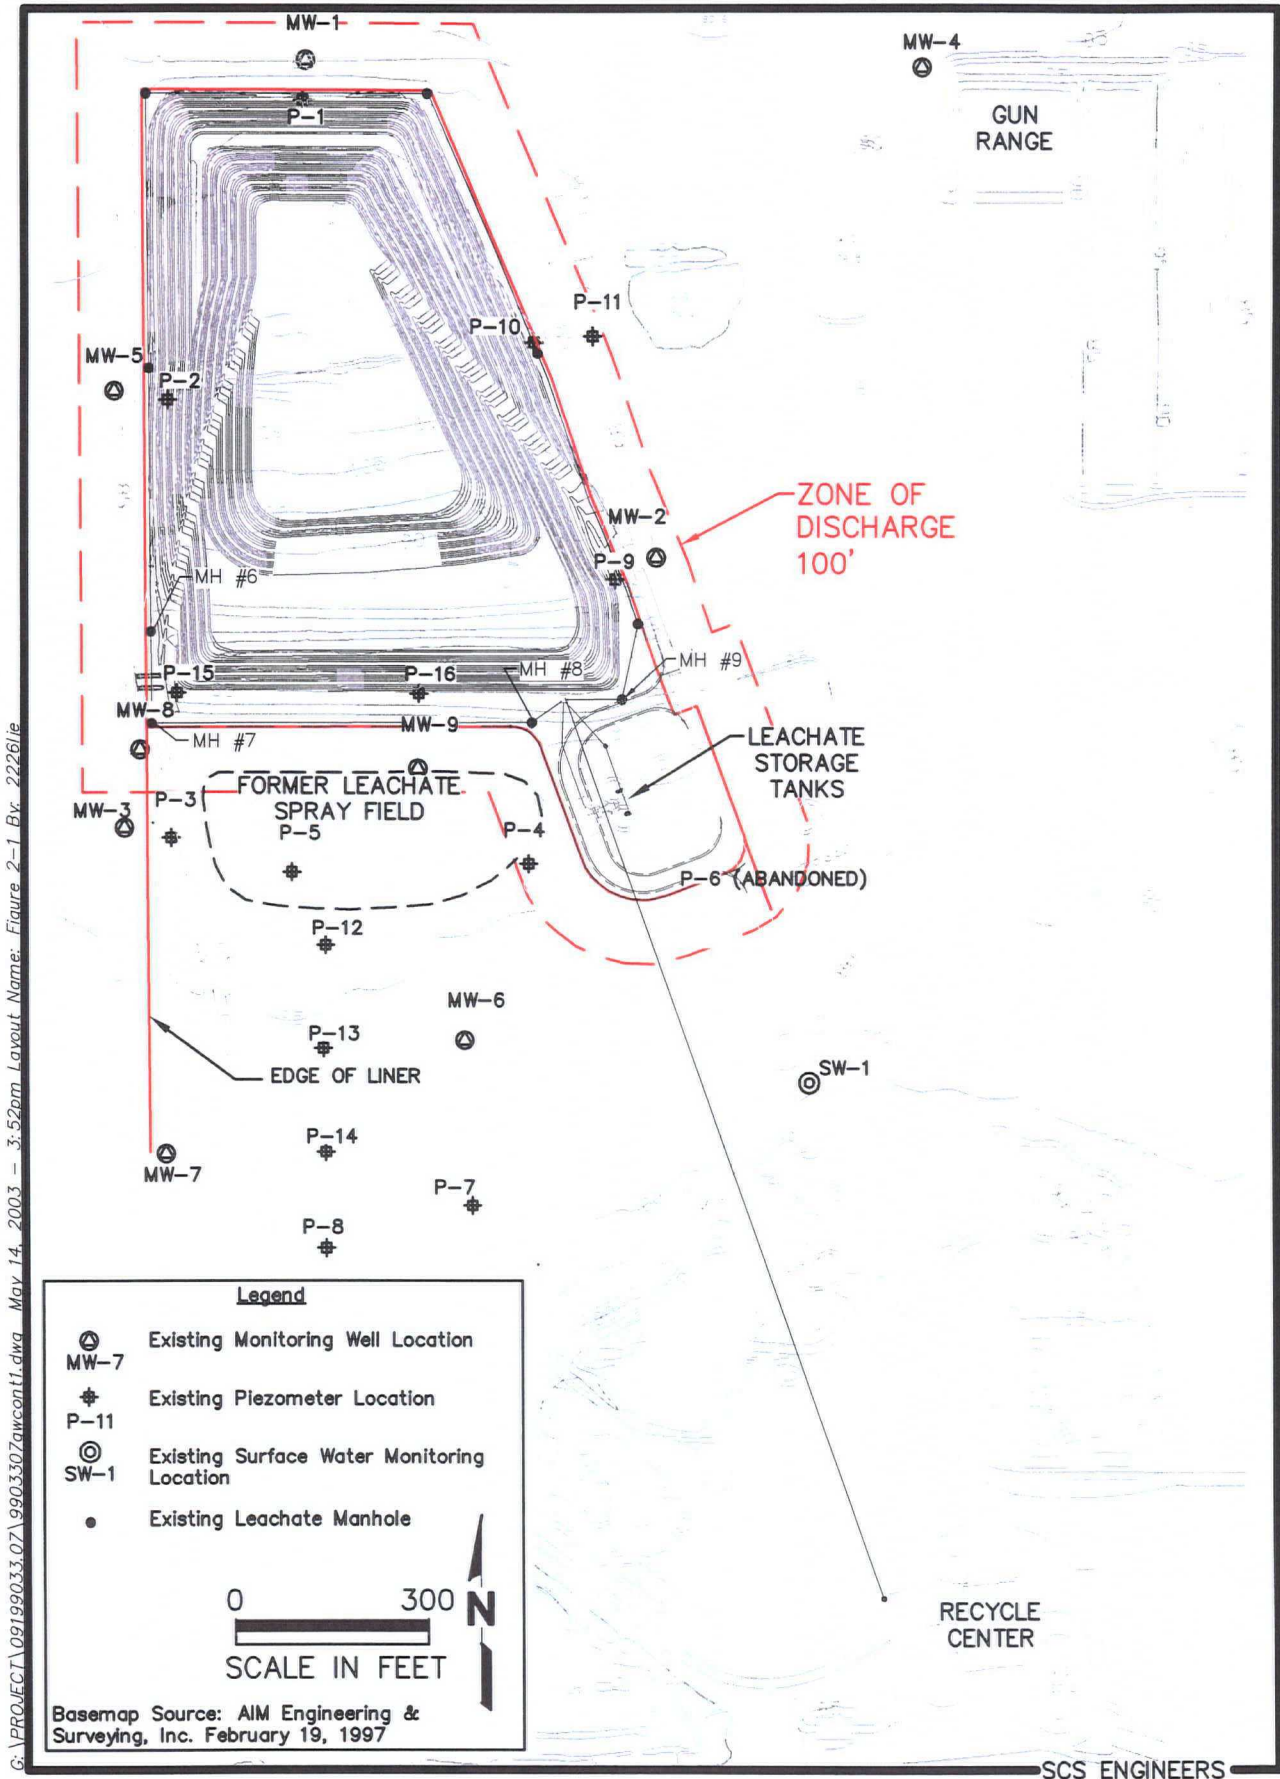 MW-1
MW-4
P-1
GUN
RANGE
P-11
P-10
MW-5
P-2
ZONE OF
DISCHARGE
100'
MW-2
P-9
MH #6
P-15
P-16
MH #8
MH #9
MW-8
MW-9
MH #7
LEACHATE
STORAGE
TANKS
FORMER LEACHATE
SPRAY FIELD
MW-3
P-3
P-5
P-4
P-6 (ABANDONED)
P-12
MW-6
P-13
EDGE OF LINER
SW-1
P-14
MW-7
P-7
P-8
Legend
MW-7
Existing Monitoring Well Location
P-11
Existing Piezometer Location
SW-1
Existing Surface Water Monitoring
Location
Existing Leachate Manhole
0 300
N
SCALE IN FEET
Basemap Source: AIM Engineering &
Surveying, Inc. February 19, 1997
RECYCLE
CENTER
SCS ENGINEERS
G:\PROJECT\09199033.07\9903307awcont1.dwg May 14, 2003 - 3:52pm Layout Name: Figure 2-1 By: 2226jie